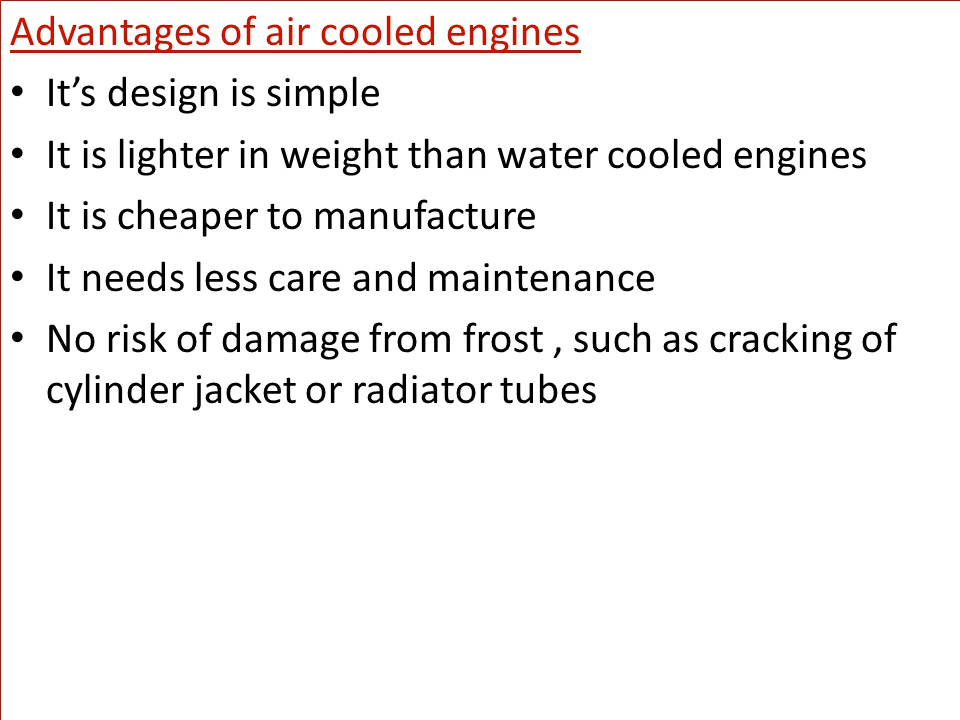 Advantages of air cooled engines
• It’s design is simple
• It is lighter in weight than water cooled engines
• It is cheaper to manufacture
• It needs less care and maintenance
• No risk of damage from frost , such as cracking of
cylinder jacket or radiator tubes